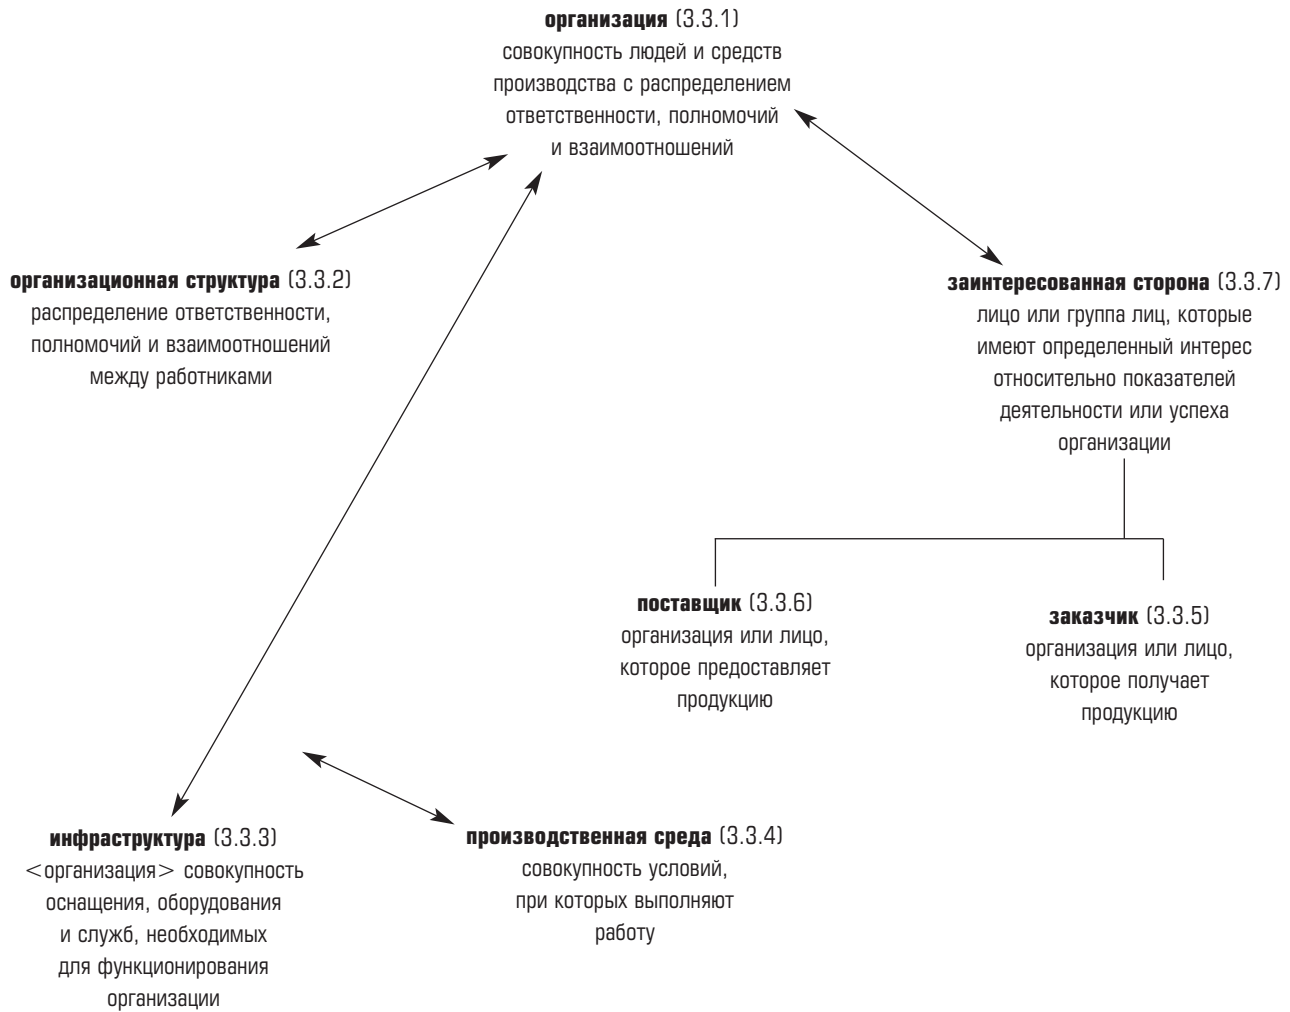 организация (3.3.1)
совокупность людей и средств
производства с распределением
ответственности, полномочий
и взаимоотношений
организационная структура (3.3.2)
распределение ответственности,
полномочий и взаимоотношений
между работниками
заинтересованная сторона (3.3.7)
лицо или группа лиц, которые
имеют определенный интерес
относительно показателей
деятельности или успеха
организации
поставщик (3.3.6)
организация или лицо,
которое предоставляет
продукцию
заказчик (3.3.5)
организация или лицо,
которое получает
продукцию
инфраструктура (3.3.3)
<организация> совокупность
оснащения, оборудования
и служб, необходимых
для функционирования
организации
производственная среда (3.3.4)
совокупность условий,
при которых выполняют
работу